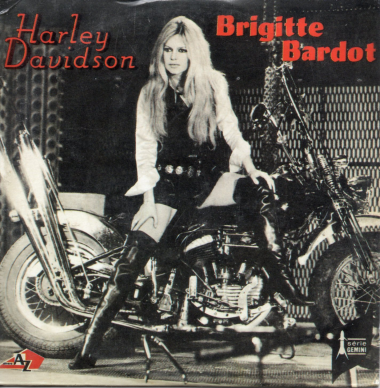 Harley
Davidson
Brigitte
Bardot
AZ
série
GEMINI